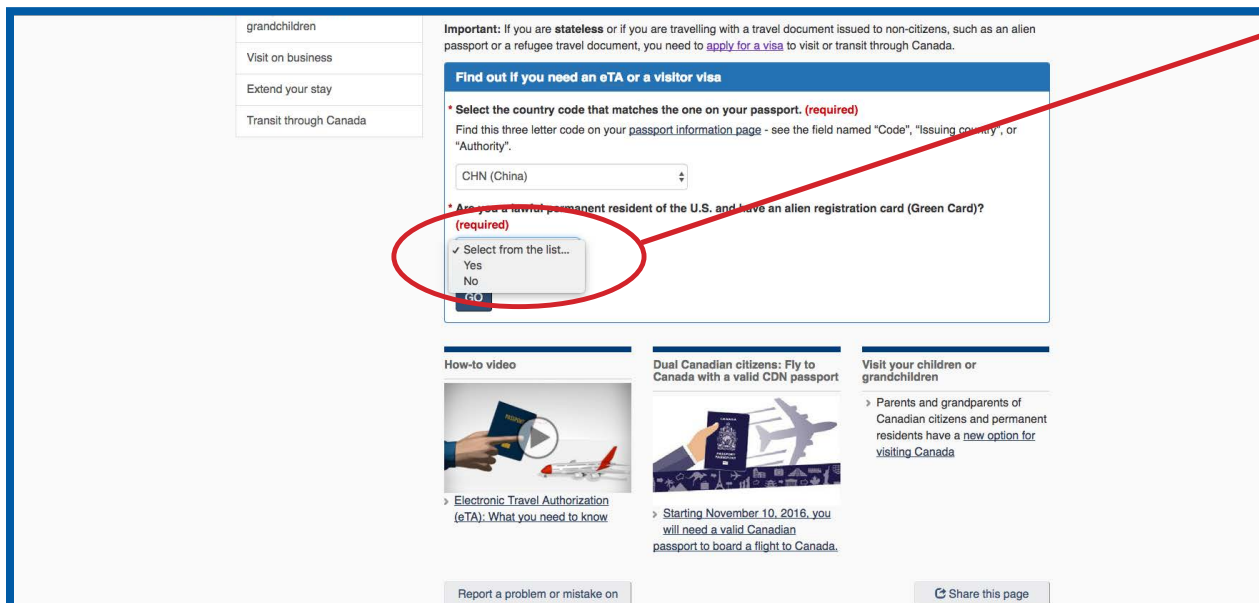 grandchildren
Visit on business
Extend your stay
Transit through Canada
Important: If you are stateless or if you are travelling with a travel document issued to non-citizens, such as an alien
passport or a refugee travel document, you need to apply for a visa to visit or transit through Canada.
Find out if you need an eTA or a visitor visa
* Select the country code that matches the one on your passport. (required)
Find this three letter code on your passport information page - see the field named “Code”, “Issuing country”, or
“Authority”.
CHN (China)
* Are you a lawful permanent resident of the U.S. and have an alien registration card (Green Card)?
(required)
✓ Select from the list...
Yes
No
GO
How-to video
PASSPORT
Electronic Travel Authorization
(eTA): What you need to know
Dual Canadian citizens: Fly to
Canada with a valid CDN passport
CANADA
PASSPORT
PASSEPORT
Starting November 10, 2016, you
will need a valid Canadian
passport to board a flight to Canada.
Visit your children or
grandchildren
Parents and grandparents of
Canadian citizens and permanent
residents have a new option for
visiting Canada
Report a problem or mistake on
Share this page